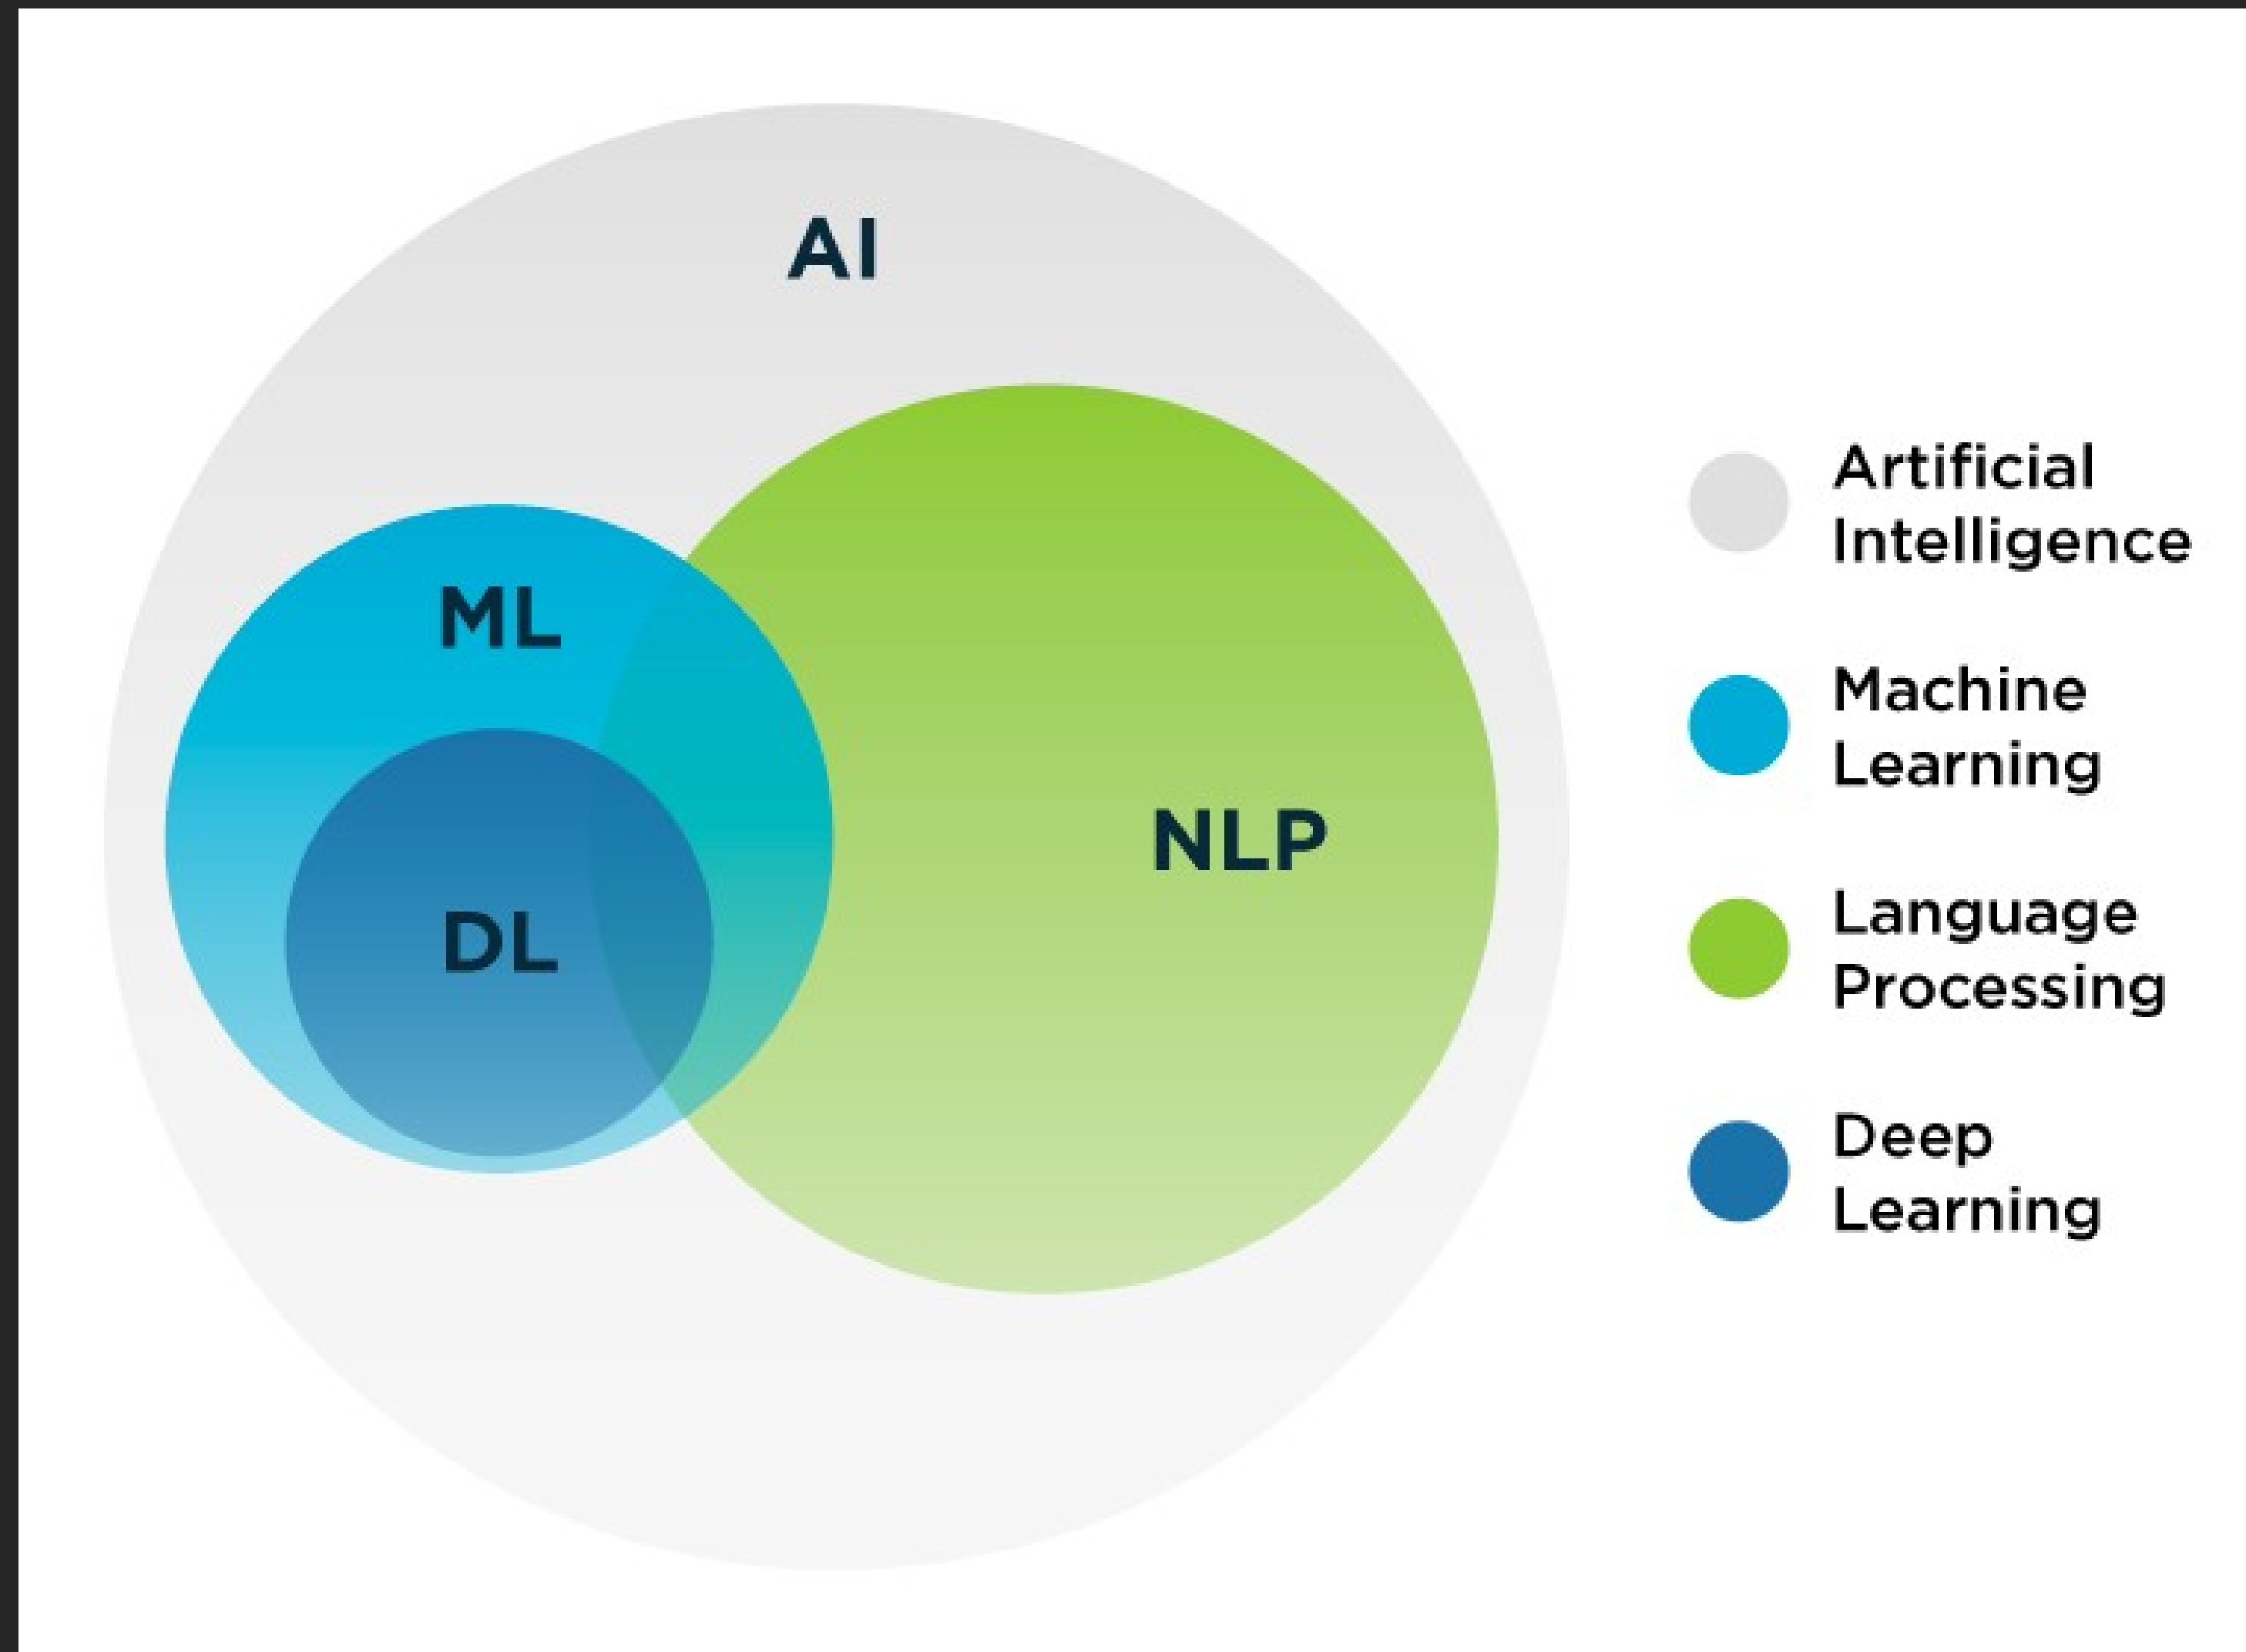 AI
ML
DL
NLP
Artificial
Intelligence
Machine
Learning
Language
Processing
Deep
Learning